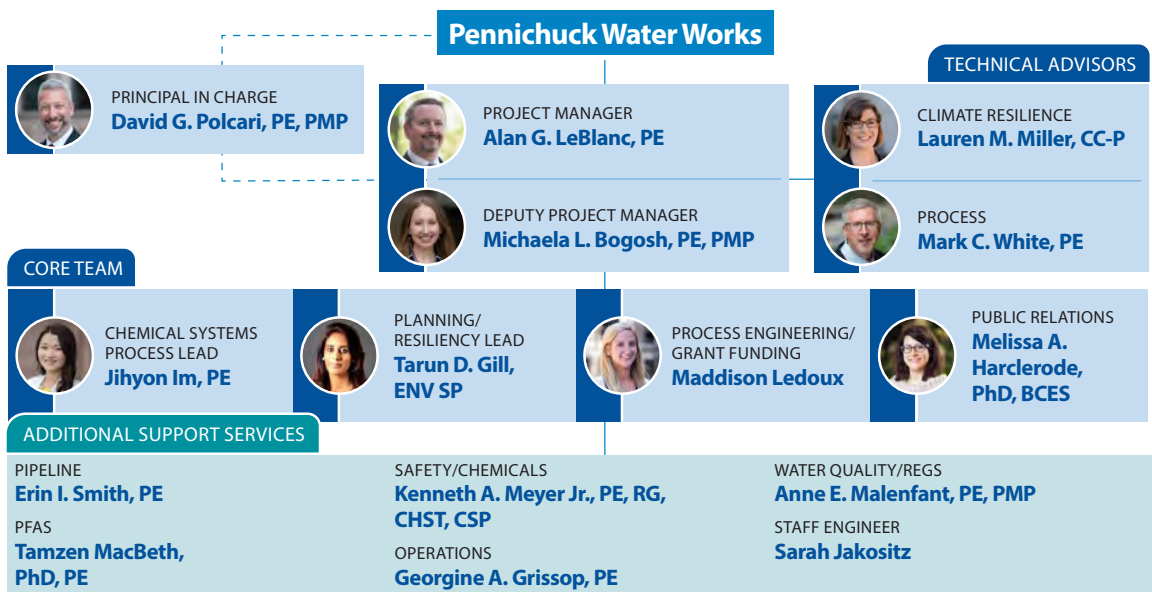 Pennichuck Water Works
PRINCIPAL IN CHARGE
David G. Polcari, PE, PMP
PROJECT MANAGER
Alan G. LeBlanc, PE
DEPUTY PROJECT MANAGER
Michaela L. Bogosh, PE, PMP
TECHNICAL ADVISORS
CLIMATE RESILIENCE
Lauren M. Miller, CC-P
PROCESS
Mark C. White, PE
CORE TEAM
CHEMICAL SYSTEMS
PROCESS LEAD
Jihyon Im, PE
PLANNING/
RESILIENCY LEAD
Tarun D. Gill,
ENV SP
PROCESS ENGINEERING/
GRANT FUNDING
Maddison Ledoux
PUBLIC RELATIONS
Melissa A.
Harclerode,
PhD, BCES
ADDITIONAL SUPPORT SERVICES
PIPELINE
Erin I. Smith, PE
PFAS
Tamzen MacBeth,
PhD, PE
SAFETY/CHEMICALS
Kenneth A. Meyer Jr., PE, RG,
CHST, CSP
OPERATIONS
Georgine A. Grissop, PE
WATER QUALITY/REGS
Anne E. Malenfant, PE, PMP
STAFF ENGINEER
Sarah Jakositz